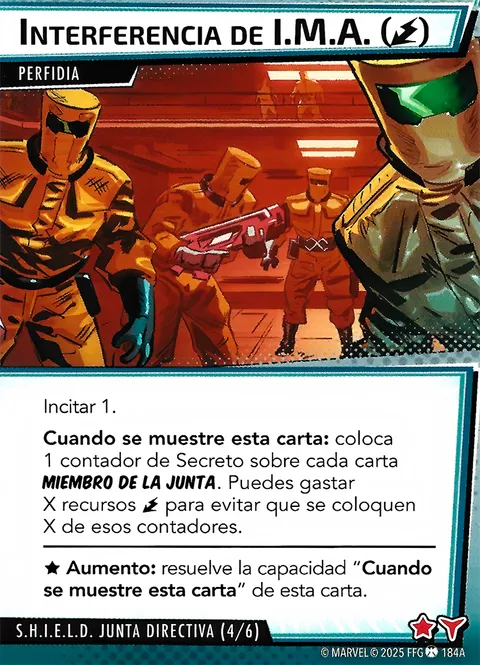 INTERFERENCIA DE I.M.A. ( )
PERFIDIA
Incitar 1.
Cuando se muestre esta carta: coloca
1 contador de Secreto sobre cada carta
MIEMBRO DE LA JUNTA. Puedes gastar
X recursos para evitar que se coloquen
X de esos contadores.
★ Aumento: resuelve la capacidad “Cuando
se muestre esta carta” de esta carta.
S.H.I.E.L.D. JUNTA DIRECTIVA (4/6)
© MARVEL © 2025 FFG 184A